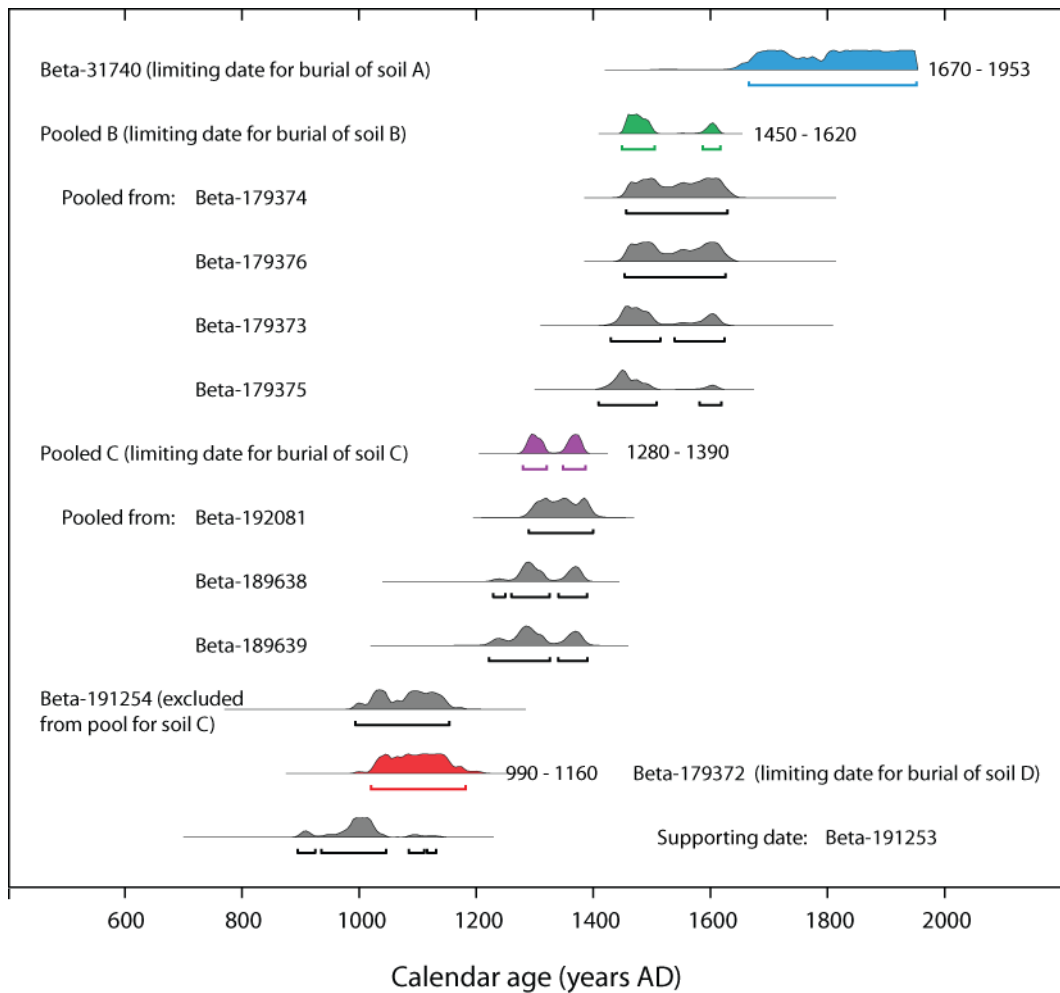 Beta-31740 (limiting date for burial of soil A)
1670 - 1953
Pooled B (limiting date for burial of soil B)
1450 - 1620
Pooled from: Beta-179374
Beta-179376
Beta-179373
Beta-179375
Pooled C (limiting date for burial of soil C)
1280 - 1390
Pooled from: Beta-192081
Beta-189638
Beta-189639
Beta-191254 (excluded
from pool for soil C)
990 - 1160
Beta-179372 (limiting date for burial of soil D)
Supporting date: Beta-191253
600 800 1000 1200 1400 1600 1800 2000
Calendar age (years AD)